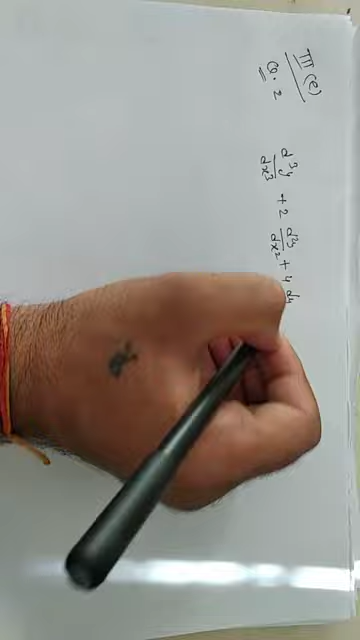 III (e)
Q. 2
d³y/dx³ + 2 d²y/dx² + 4 dy